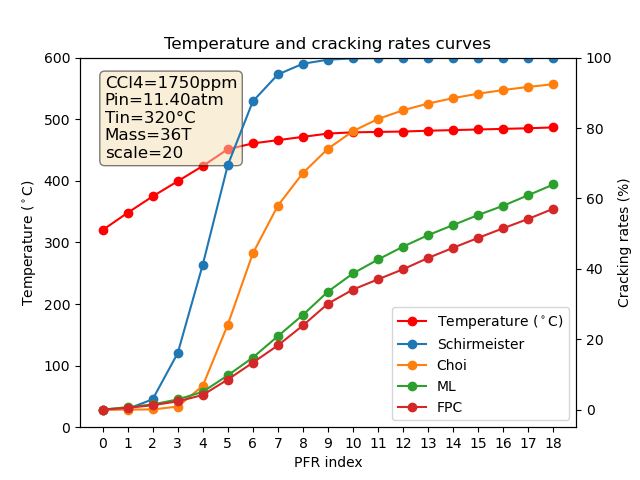 Temperature and cracking rates curves
CCl4=1750ppm
Pin=11.40atm
Tin=320°C
Mass=36T
scale=20
Temperature (°C)
600
500
400
300
200
100
0
Cracking rates (%)
100
80
60
40
20
0
Temperature (°C)
Schirmeister
Choi
ML
FPC
0 1 2 3 4 5 6 7 8 9 10 11 12 13 14 15 16 17 18
PFR index